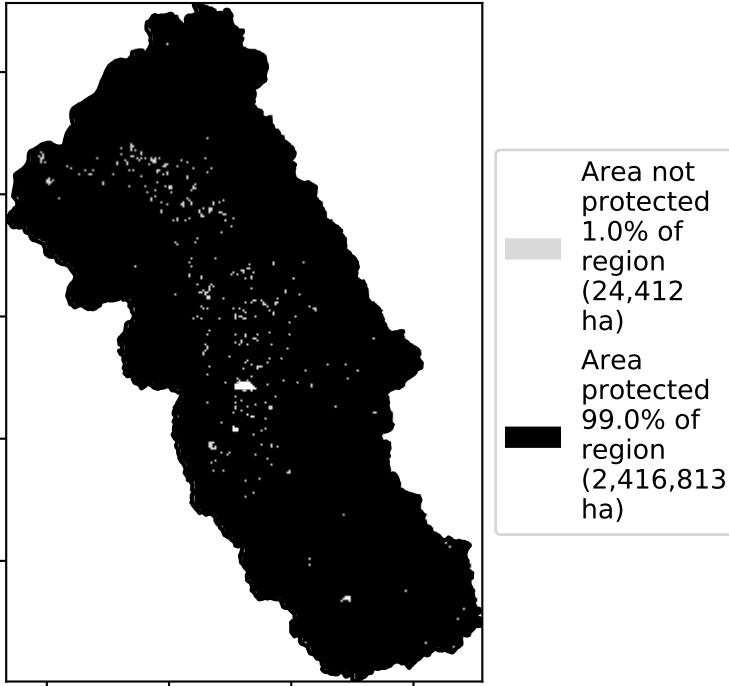 Area not
protected
1.0% of
region
(24,412
ha)
Area
protected
99.0% of
region
(2,416,813
ha)